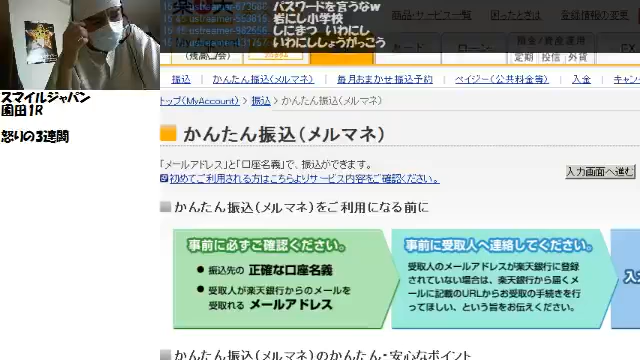 パスワードを言うなw
岩にし小学校
しにまつ いわにし
いわにししょうがっこう
スマイルジャパン
園田1R
怒りの3連闘
商品・サービス一覧
困ったときは
登録情報の変更
預金/資産運用
定期 投信 外貨
振込
かんたん振込(メルマネ)
毎月おまかせ振込予約
ペイジー(公共料金等)
入金
キャン
トップ(MyAccount) > 振込 > かんたん振込(メルマネ)
かんたん振込(メルマネ)
「メールアドレス」と「口座名義」で、振込ができます。
初めてご利用される方はこちらよりサービス内容をご確認ください。
入力画面へ進む
かんたん振込(メルマネ)をご利用になる前に
事前に必ずご確認ください。
● 振込先の 正確な口座名義
● 受取人が楽天銀行からのメールを
受取れる メールアドレス
事前に受取人へ連絡してください。
受取人のメールアドレスが楽天銀行に登録
されていない場合は、楽天銀行から届くメ
ールに記載のURLからお受取の手続きを行
ってほしい、という旨をお伝えください。
入
かんたん振込(メルマネ)のかんたん・安心なポイント